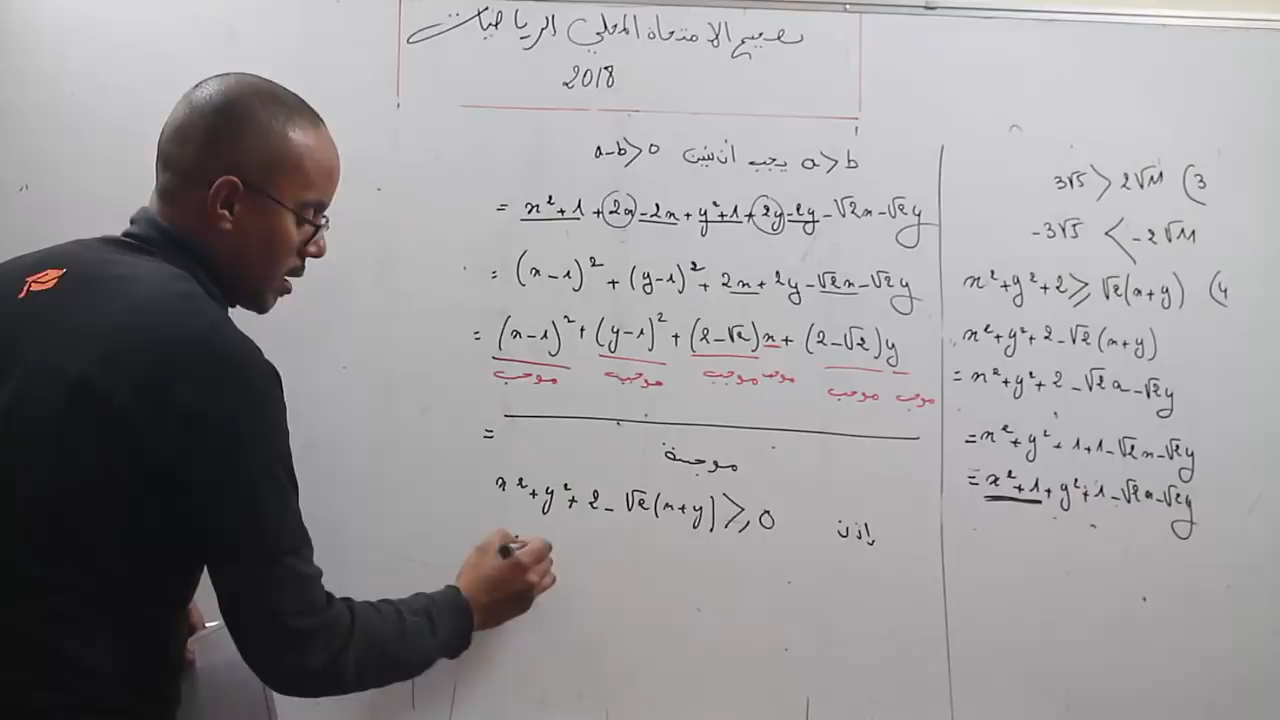 تصحيح الامتحان المحلي الرياضيات
2018
3√5 > 2√11 (3
-3√5 < -2√11
x²+y²+2 ≥ √2(x+y) (4
x²+y²+2-√2(x+y)
= x²+y²+2-√2x-√2y
= x²+y²+1+1-√2x-√2y
= x²+1+y²+1-√2x-√2y
a>b يجب أن نبين a-b>0
= x²+1+2x-2x+y²+1+2y-2y-√2x-√2y
= (x-1)²+(y-1)²+2x+2y-√2x-√2y
= (x-1)²+(y-1)²+(2-√2)x+(2-√2)y
موجب موجب موجب موجب موجب موجب
=
موجبة
إذن x²+y²+2-√2(x+y) ≥ 0